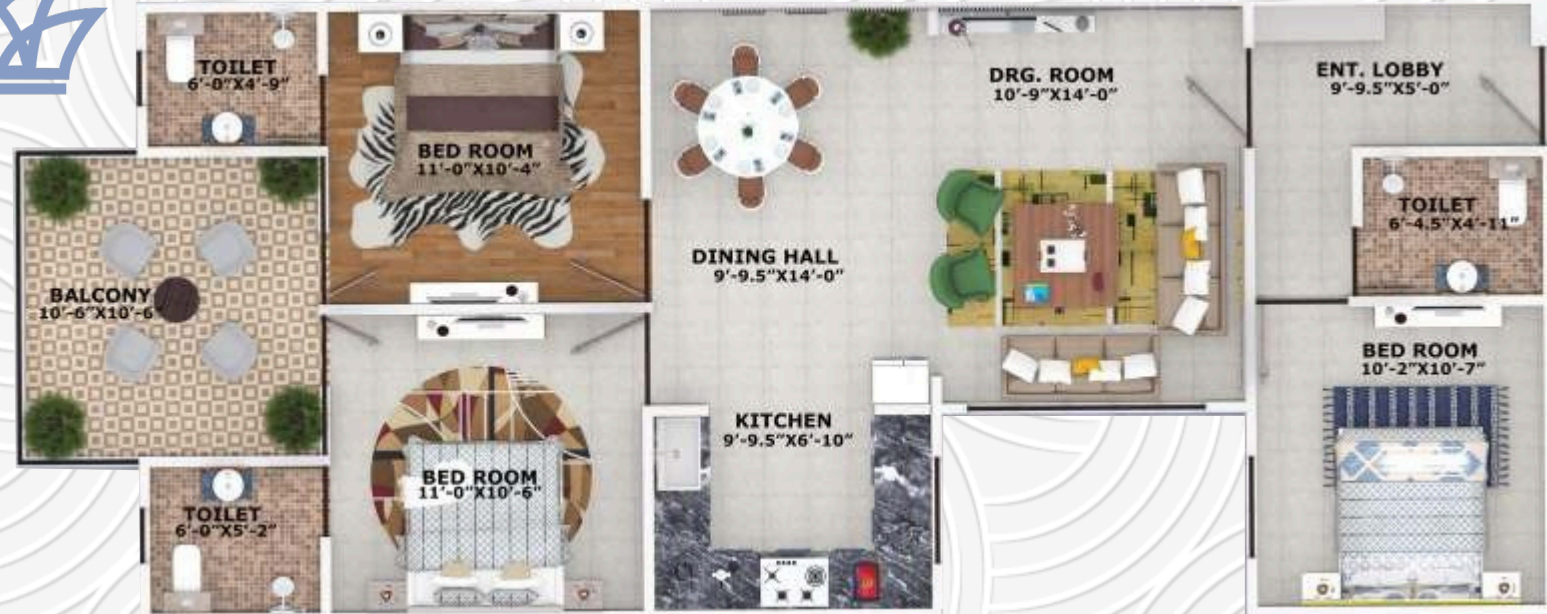 TOILET
6'-0"X4'-9"
BED ROOM
11'-0"X10'-4"
DRG. ROOM
10'-9"X14'-0"
ENT. LOBBY
9'-9.5"X5'-0"
TOILET
6'-4.5"X4'-11"
DINING HALL
9'-9.5"X14'-0"
BALCONY
10'-6"X10'-6"
BED ROOM
10'-2"X10'-7"
KITCHEN
9'-9.5"X6'-10"
BED ROOM
11'-0"X10'-6"
TOILET
6'-0"X5'-2"